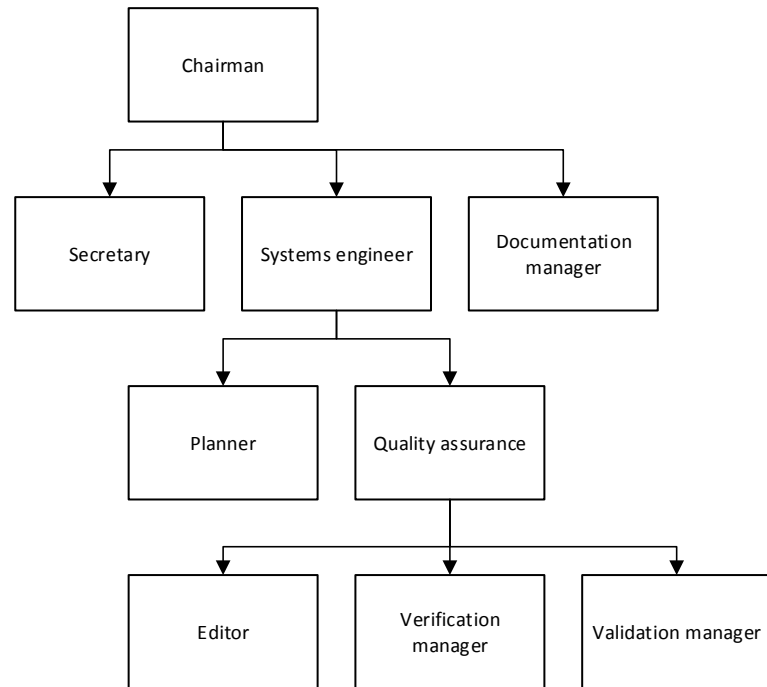 Chairman
Secretary
Systems engineer
Documentation
manager
Planner
Quality assurance
Editor
Verification
manager
Validation manager